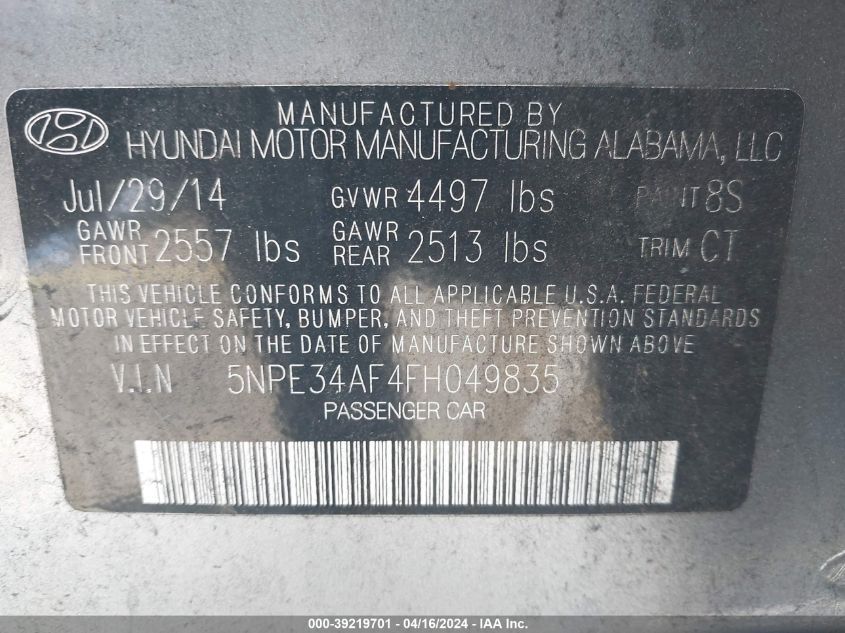 MANUFACTURED BY
HYUNDAI MOTOR MANUFACTURING ALABAMA, LLC
Jul/29/14 GVWR 4497 lbs PAINT 8S
GAWR FRONT 2557 lbs GAWR REAR 2513 lbs TRIM CT
THIS VEHICLE CONFORMS TO ALL APPLICABLE U.S.A. FEDERAL
MOTOR VEHICLE SAFETY, BUMPER, AND THEFT PREVENTION STANDARDS
IN EFFECT ON THE DATE OF MANUFACTURE SHOWN ABOVE.
V.I.N 5NPE34AF4FH049835
PASSENGER CAR
000-39219701 - 04/16/2024 - IAA Inc.